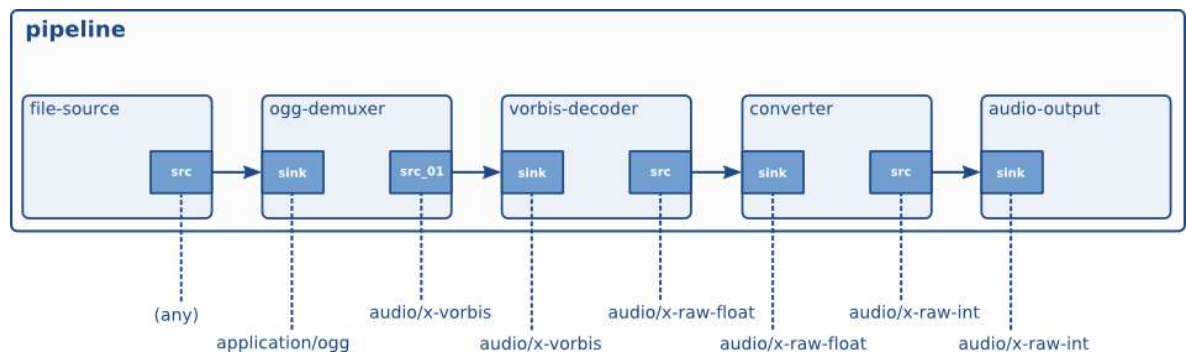 pipeline
file-source
ogg-demuxer
vorbis-decoder
converter
audio-output
src
sink
src_01
sink
src
sink
src
sink
(any)
application/ogg
audio/x-vorbis
audio/x-vorbis
audio/x-raw-float
audio/x-raw-float
audio/x-raw-int
audio/x-raw-int